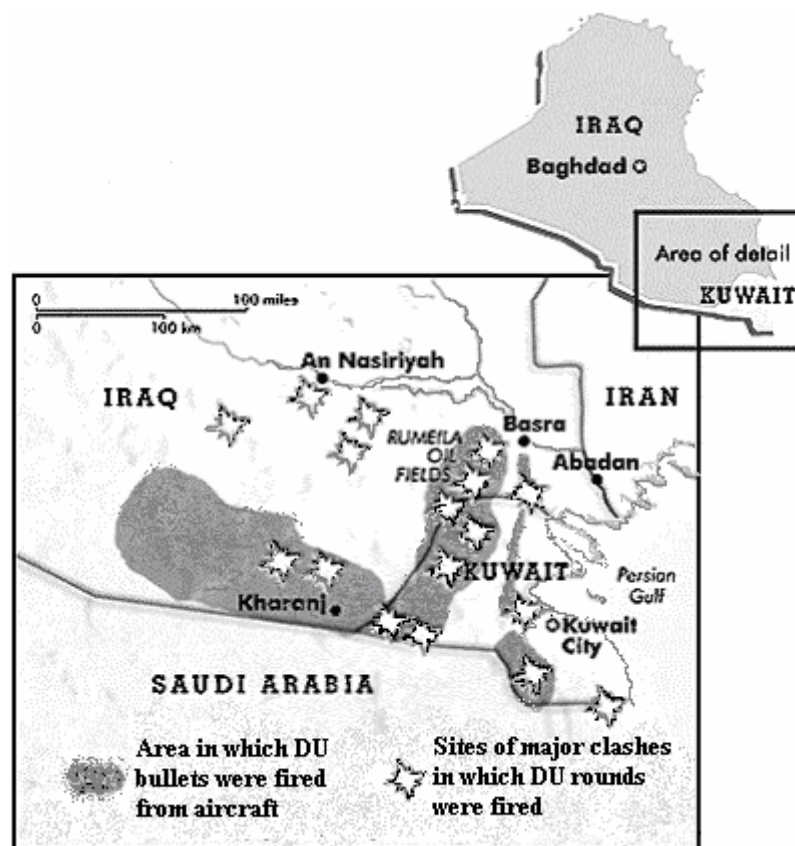 IRAQ
Baghdad
Area of detail
KUWAIT
0 100 miles
0 100 km
An Nasiriyah
IRAQ
IRAN
Basra
RUMEILA
OIL
FIELDS
Abadan
KUWAIT
Persian
Gulf
Kharanj
Kuwait
City
SAUDI ARABIA
Area in which DU
bullets were fired
from aircraft
Sites of major clashes
in which DU rounds
were fired